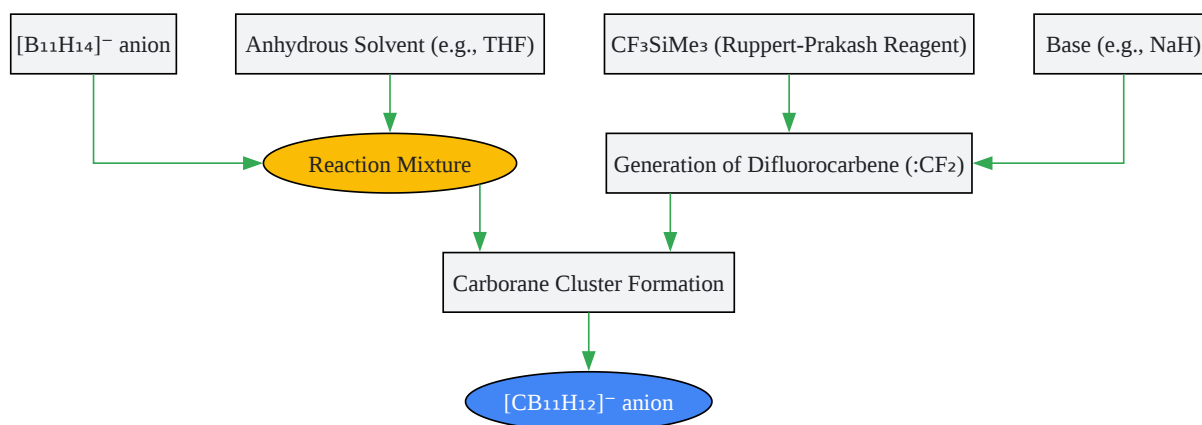 [B₁₁H₁₄]⁻ anion
Anhydrous Solvent (e.g., THF)
CF₃SiMe₃ (Ruppert-Prakash Reagent)
Base (e.g., NaH)
Reaction Mixture
Generation of Difluorocarbene (:CF₂)
Carborane Cluster Formation
[CB₁₁H₁₂]⁻ anion